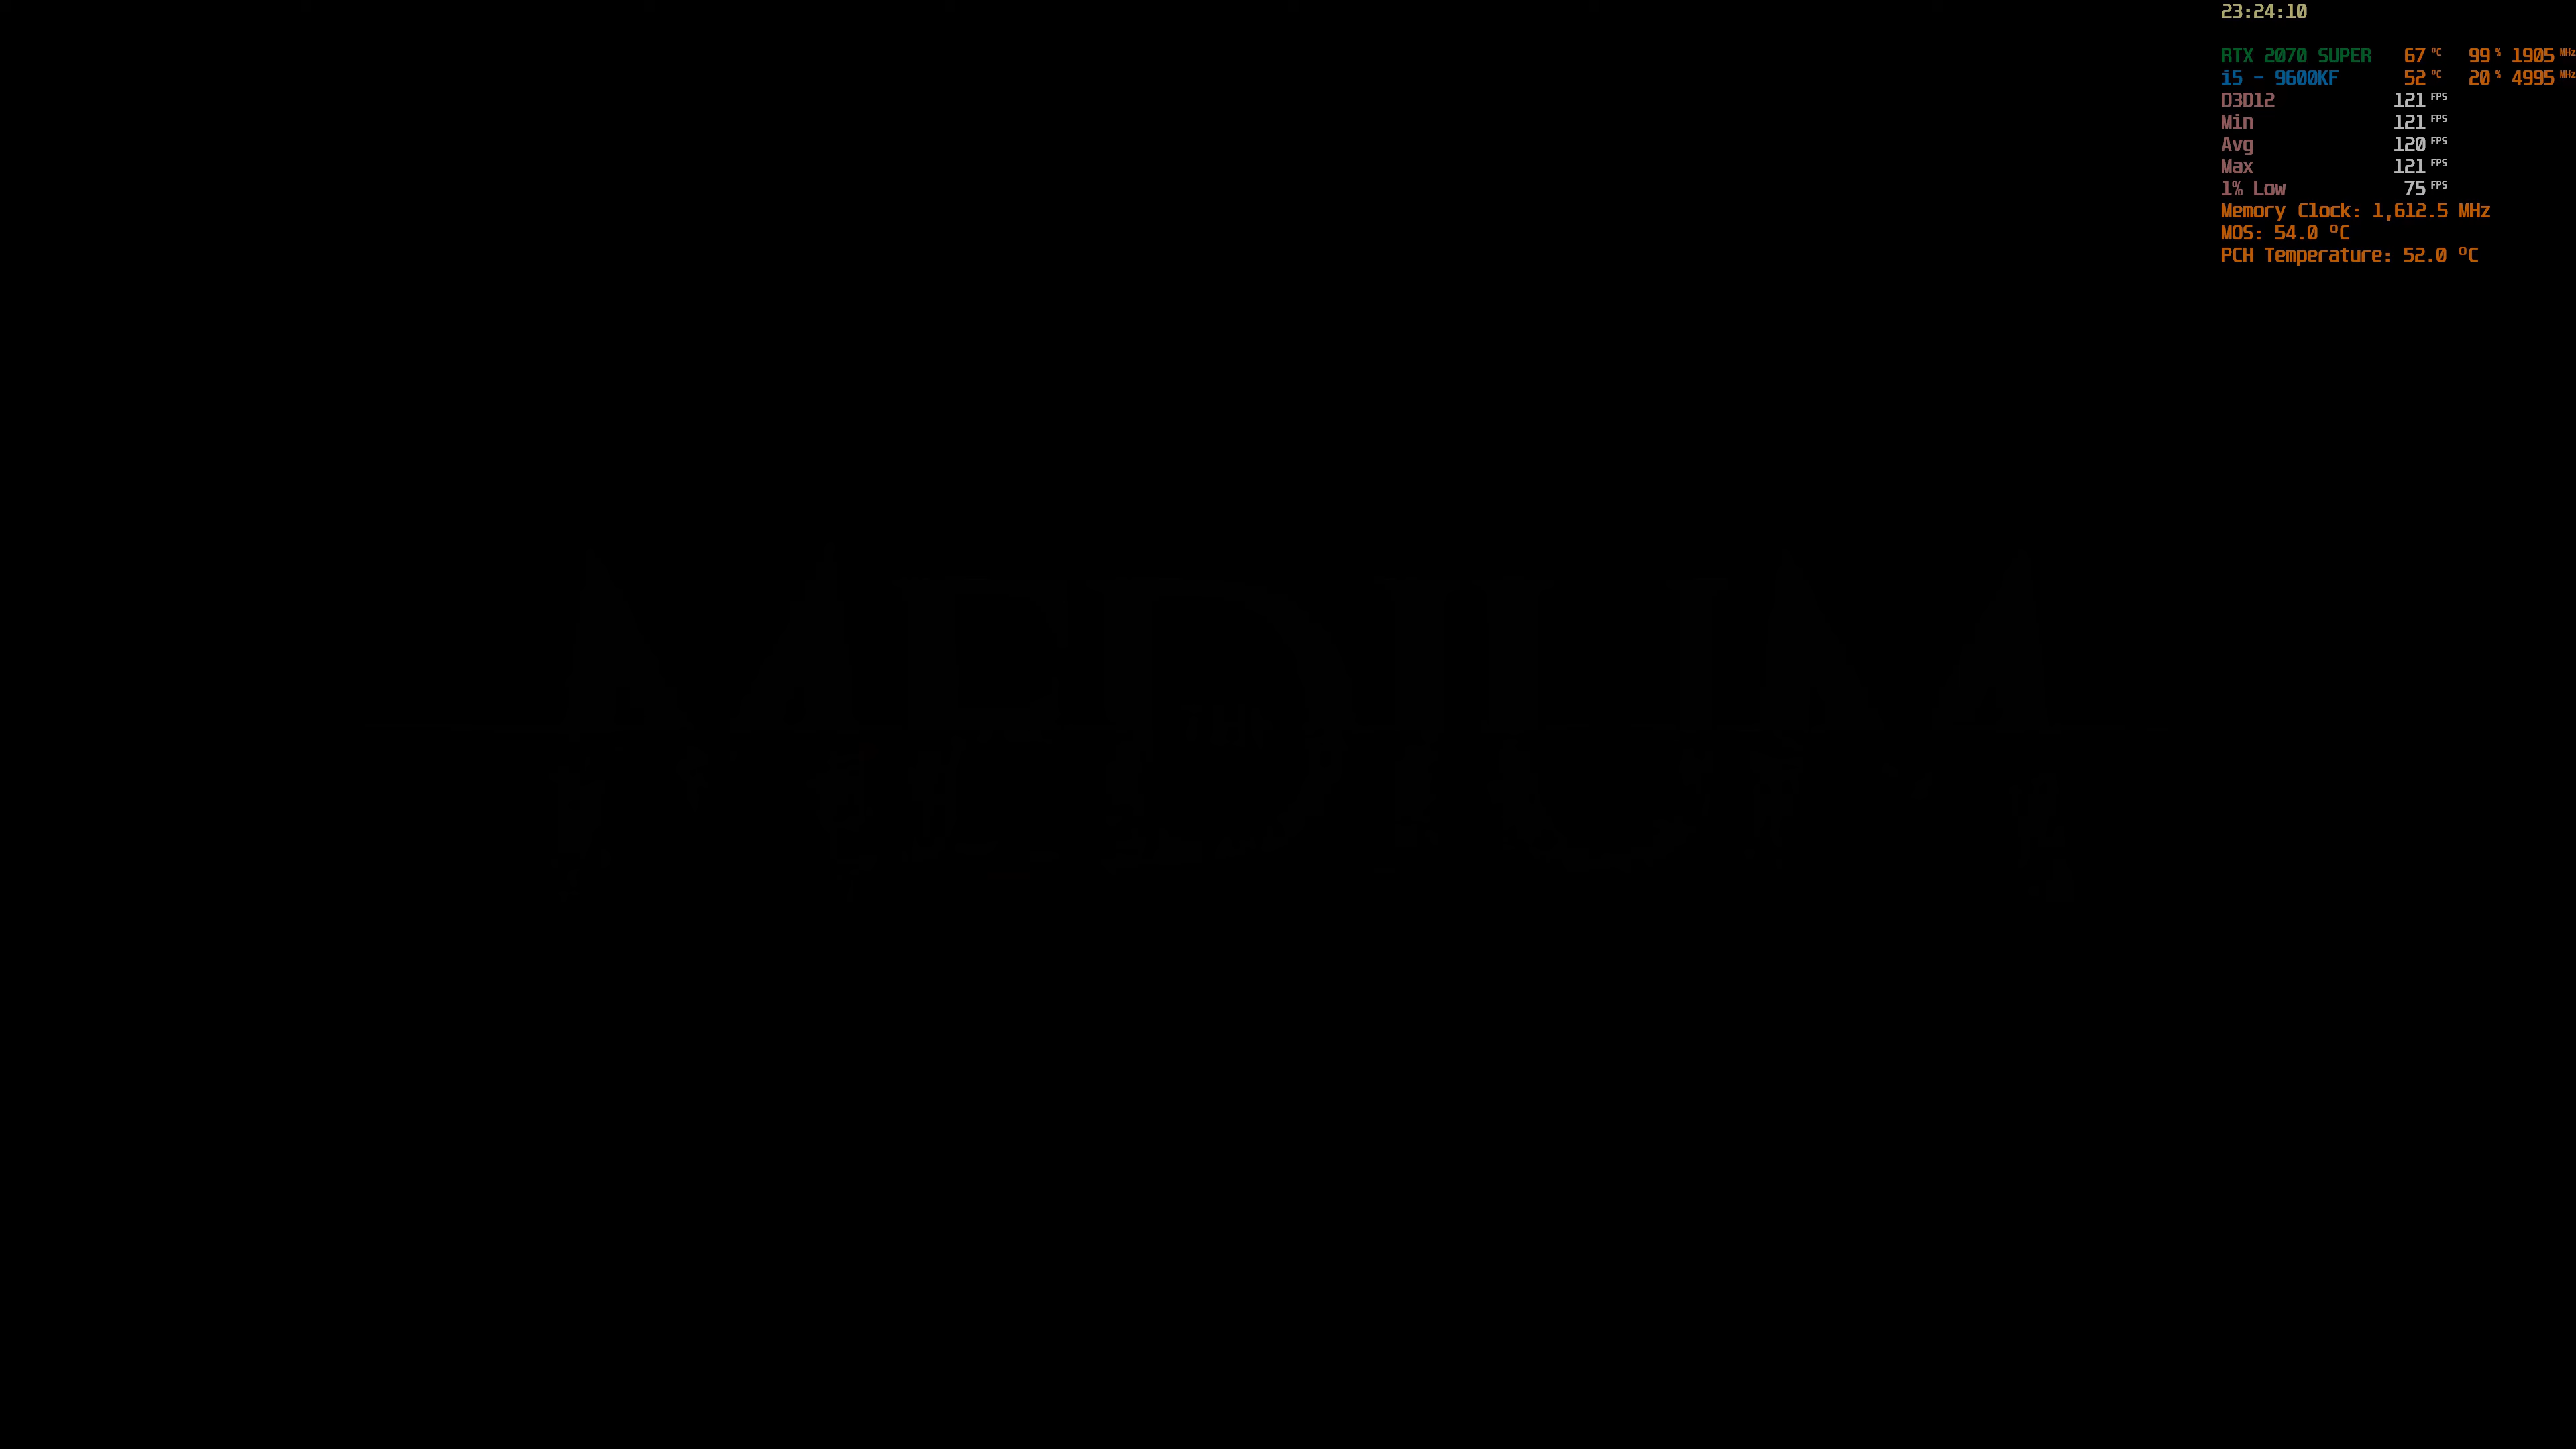 23:24:10
RTX 2070 SUPER 67 °C 99 % 1905 MHz
i5 - 9600KF 52 °C 20 % 4995 MHz
D3D12 121 FPS
Min 121 FPS
Avg 120 FPS
Max 121 FPS
1% Low 75 FPS
Memory Clock: 1,612.5 MHz
MOS: 54.0 °C
PCH Temperature: 52.0 °C
THE
MEDIUM